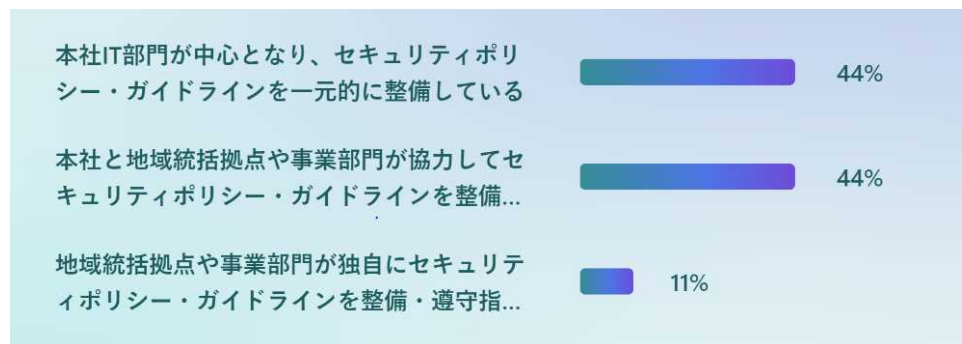 本社IT部門が中心となり、セキュリティポリ
シー・ガイドラインを一元的に整備している
44%
本社と地域統括拠点や事業部門が協力してセ
キュリティポリシー・ガイドラインを整備...
44%
地域統括拠点や事業部門が独自にセキュリテ
ィポリシー・ガイドラインを整備・遵守指...
11%